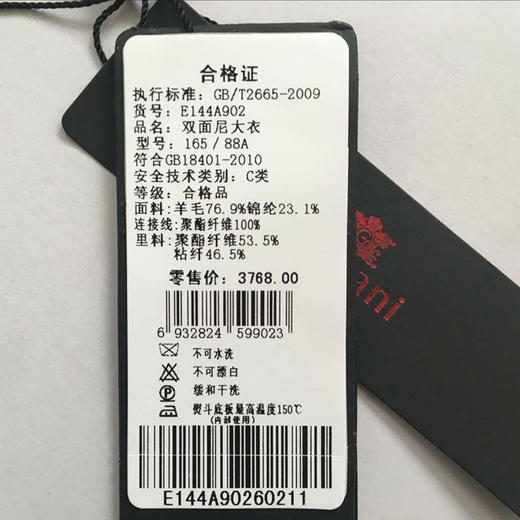 合格证
执行标准：GB/T2665-2009
货号：E144A902
品名：双面尼大衣
型号：165/88A
符合GB18401-2010
安全技术类别：C类
等级：合格品
面料：羊毛76.9%锦纶23.1%
连接线：聚酯纤维100%
里料：聚酯纤维53.5%
粘纤46.5%
零售价：3768.00
6 932824 599023
不可水洗
不可漂白
P 缓和干洗
熨斗底板最高温度150℃
(内部使用)
E144A90260211
ani